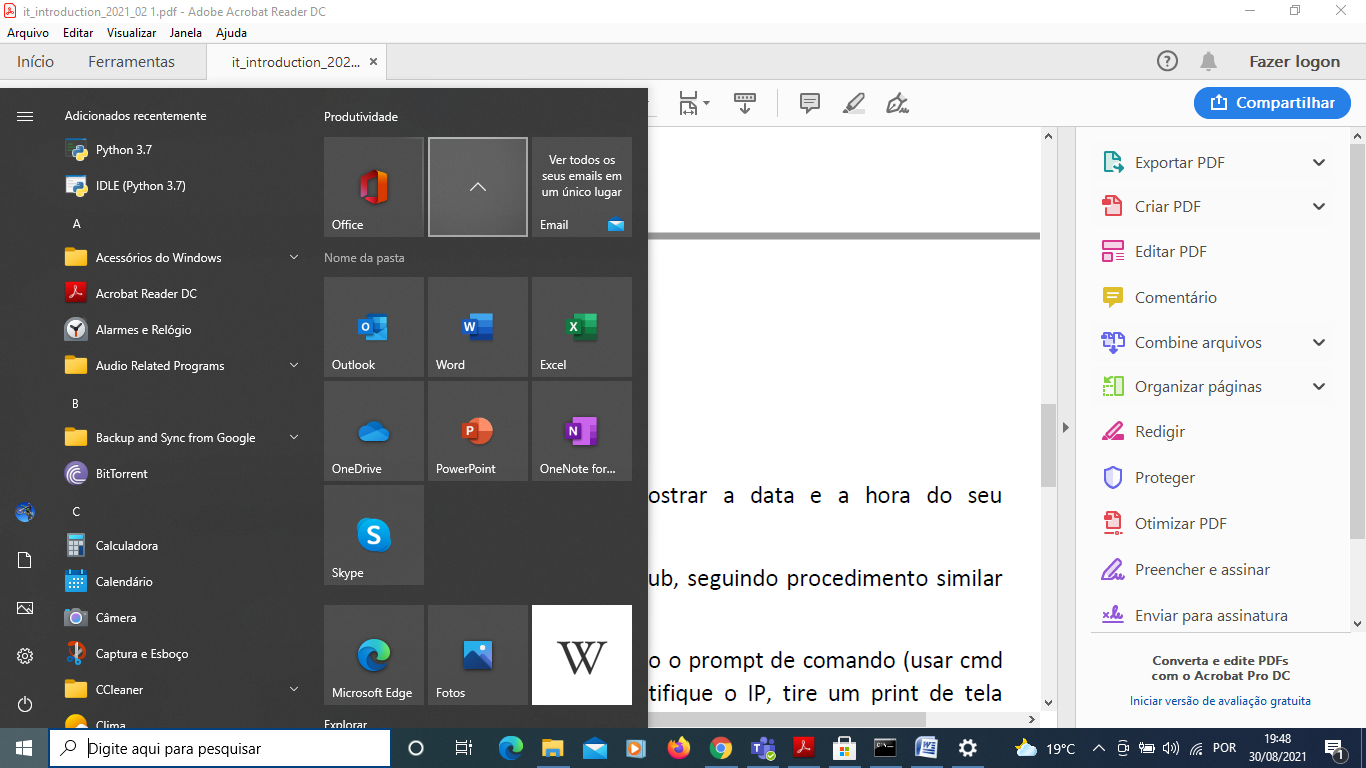 it_introduction_2021_02 1.pdf - Adobe Acrobat Reader DC
Arquivo Editar Visualizar Janela Ajuda
Início Ferramentas it_introduction_202... Fazer logon
Compartilhar
Adicionados recentemente
Python 3.7
IDLE (Python 3.7)
A
Acessórios do Windows
Acrobat Reader DC
Alarmes e Relógio
Audio Related Programs
B
Backup and Sync from Google
BitTorrent
C
Calculadora
Calendário
Câmera
Captura e Esboço
CCleaner
Clima
Produtividade
Office
Ver todos os
seus emails em
um único lugar
Email
Nome da pasta
Outlook Word Excel
OneDrive PowerPoint OneNote for...
Skype
Microsoft Edge Fotos
W
Explorar
ostrar a data e a hora do seu
ub, seguindo procedimento similar
o o prompt de comando (usar cmd
tifique o IP, tire um print de tela
Exportar PDF
Criar PDF
Editar PDF
Comentário
Combine arquivos
Organizar páginas
Redigir
Proteger
Otimizar PDF
Preencher e assinar
Enviar para assinatura
Converta e edite PDFs
com o Acrobat Pro DC
Iniciar versão de avaliação gratuita
Digite aqui para pesquisar
19°C
POR
19:48
30/08/2021
1